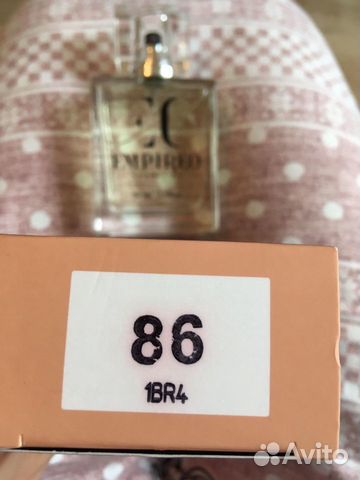 EC
EMPIRED
86
1BR4
Avito